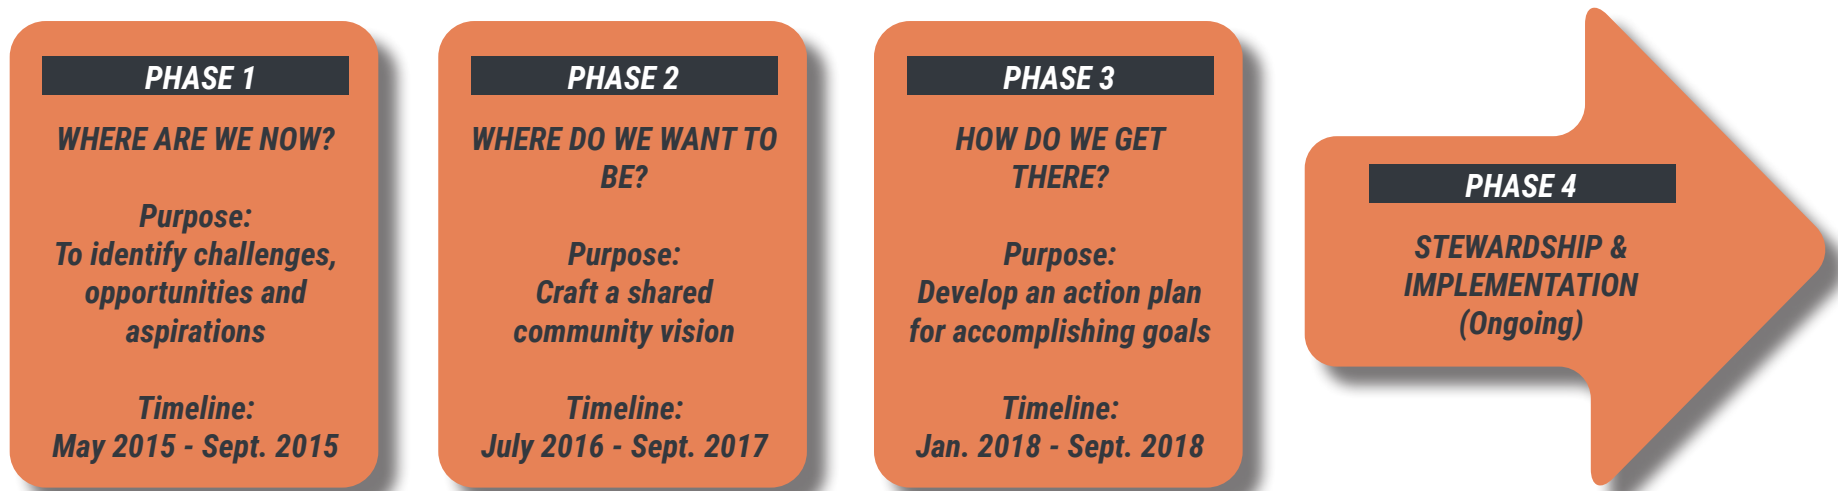 PHASE 1
WHERE ARE WE NOW?
Purpose:
To identify challenges,
opportunities and
aspirations
Timeline:
May 2015 - Sept. 2015
PHASE 2
WHERE DO WE WANT TO
BE?
Purpose:
Craft a shared
community vision
Timeline:
July 2016 - Sept. 2017
PHASE 3
HOW DO WE GET
THERE?
Purpose:
Develop an action plan
for accomplishing goals
Timeline:
Jan. 2018 - Sept. 2018
PHASE 4
STEWARDSHIP &
IMPLEMENTATION
(Ongoing)